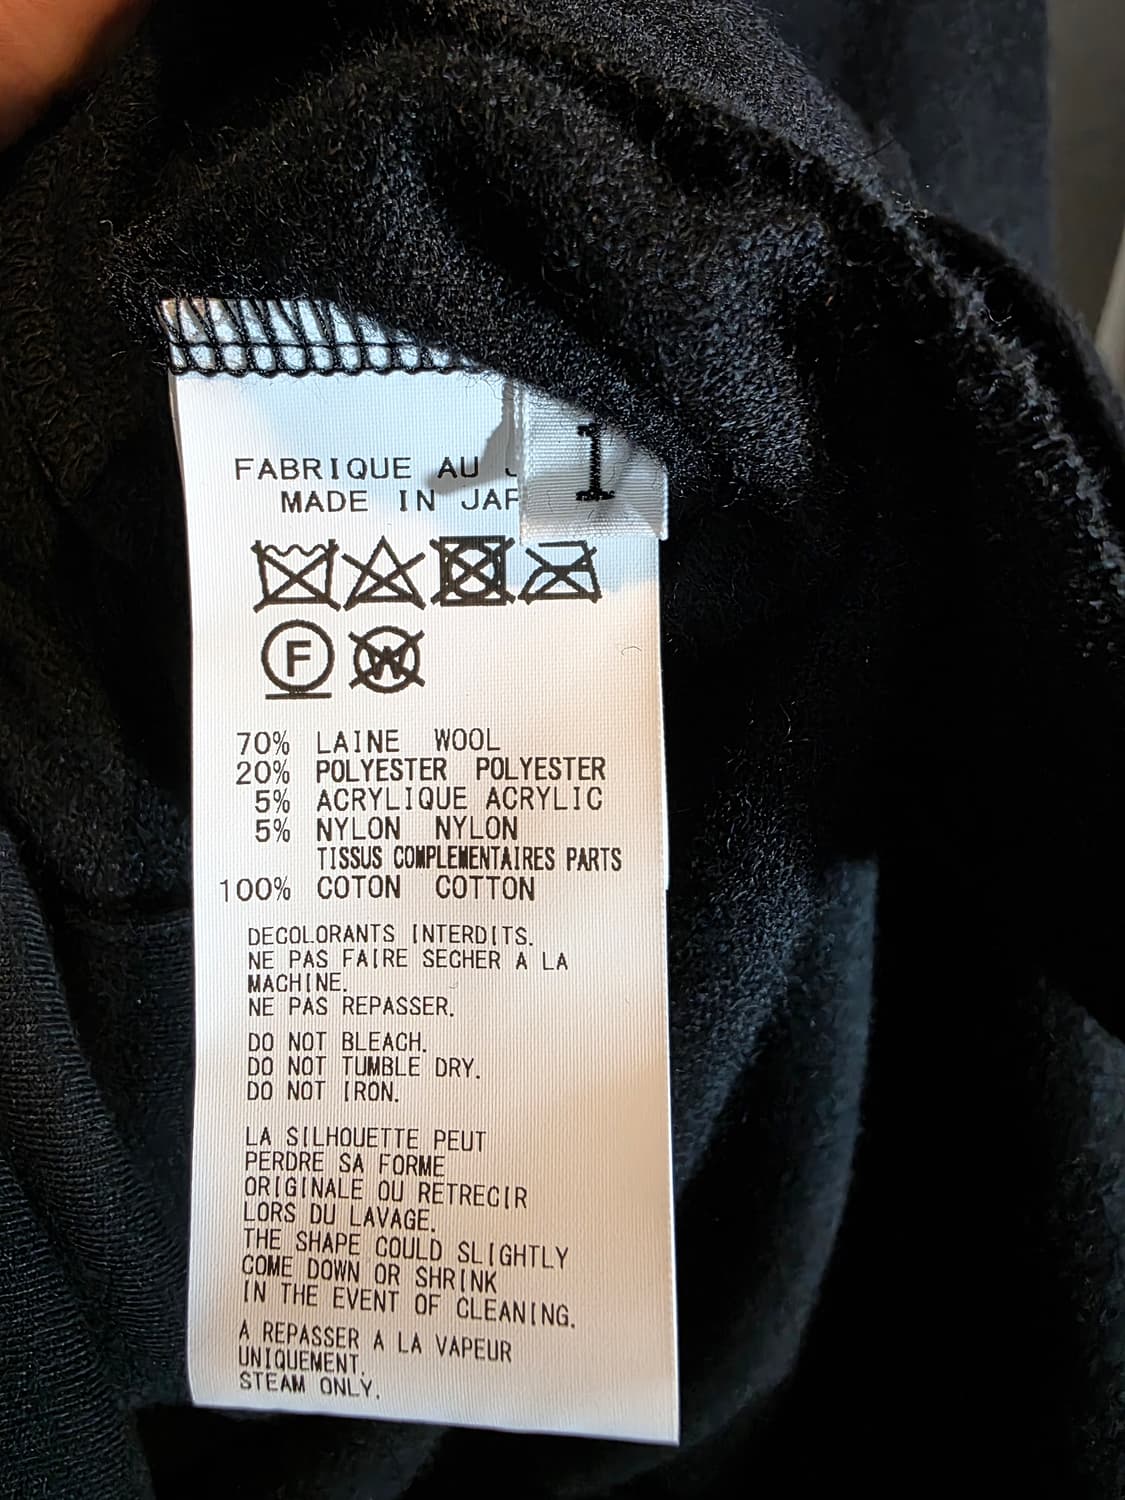 1
FABRIQUE AU
MADE IN JAP
F
W
70% LAINE WOOL
20% POLYESTER POLYESTER
5% ACRYLIQUE ACRYLIC
5% NYLON NYLON
TISSUS COMPLEMENTAIRES PARTS
100% COTON COTTON
DECOLORANTS INTERDITS.
NE PAS FAIRE SECHER A LA
MACHINE.
NE PAS REPASSER.
DO NOT BLEACH.
DO NOT TUMBLE DRY.
DO NOT IRON.
LA SILHOUETTE PEUT
PERDRE SA FORME
ORIGINALE OU RETRECIR
LORS DU LAVAGE.
THE SHAPE COULD SLIGHTLY
COME DOWN OR SHRINK
IN THE EVENT OF CLEANING.
A REPASSER A LA VAPEUR
UNIQUEMENT.
STEAM ONLY.